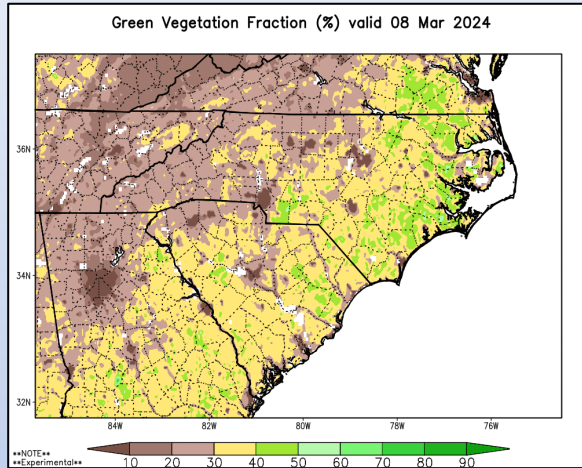 Green Vegetation Fraction (%) valid 08 Mar 2024
36N
34N
32N
84W
82W
80W
78W
76W
**NOTE**
**Experimental**
10 20 30 40 50 60 70 80 90